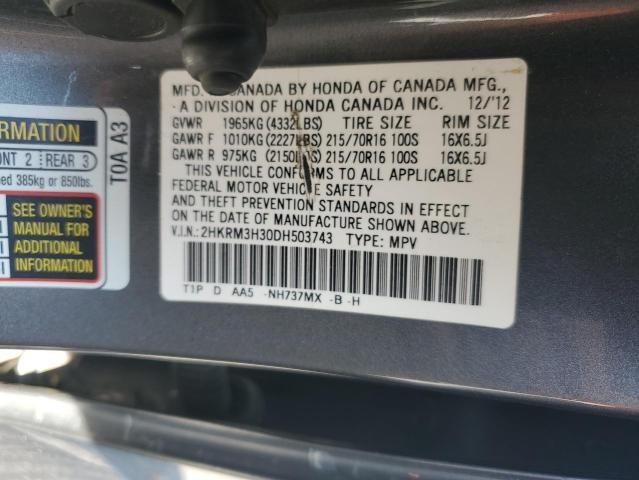 MFD. CANADA BY HONDA OF CANADA MFG.,
A DIVISION OF HONDA CANADA INC. 12/'12
GVWR 1965KG (4332LBS) TIRE SIZE RIM SIZE
GAWR F 1010KG (2227LBS) 215/70R16 100S 16X6.5J
GAWR R 975KG (2150LBS) 215/70R16 100S 16X6.5J
THIS VEHICLE CONFORMS TO ALL APPLICABLE
FEDERAL MOTOR VEHICLE SAFETY
AND THEFT PREVENTION STANDARDS IN EFFECT
ON THE DATE OF MANUFACTURE SHOWN ABOVE.
V.I.N.: 2HKRM3H30DH503743 TYPE: MPV
T1P D AA5 -NH737MX -B -H
RMATION
NT 2 REAR 3
ed 385kg or 850lbs.
SEE OWNER'S
MANUAL FOR
ADDITIONAL
INFORMATION
T0A A3